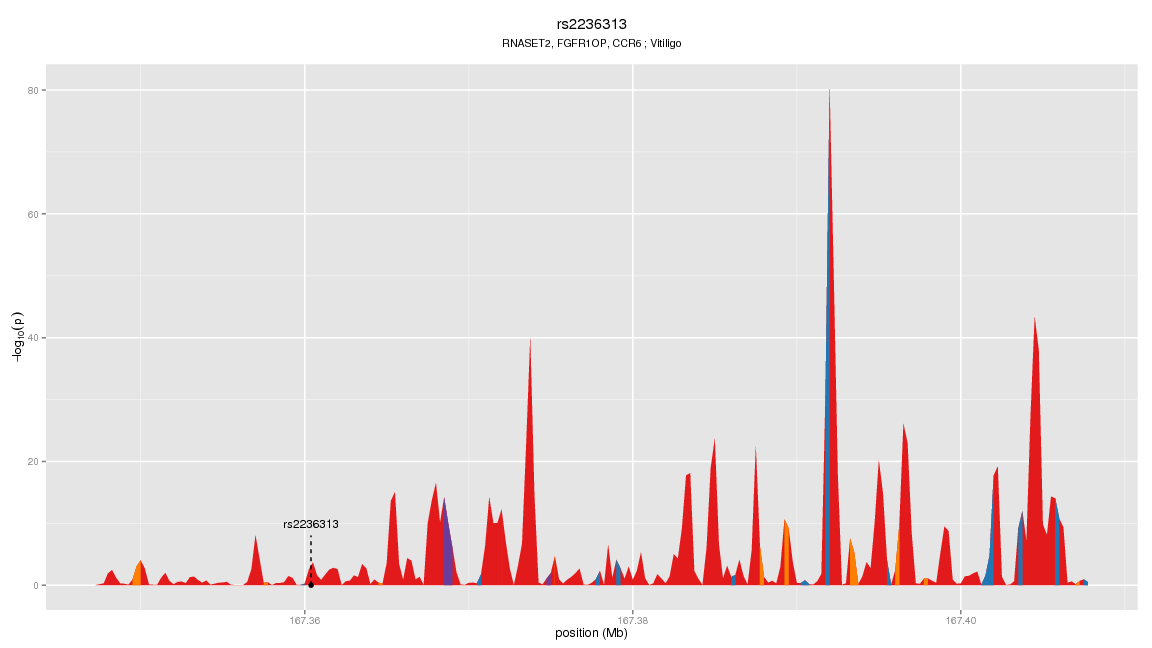 rs2236313
RNASET2, FGFR1OP, CCR6 ; Vitiligo
80
60
40
20
0
-log10(p)
rs2236313
167.36
167.38
167.40
position (Mb)